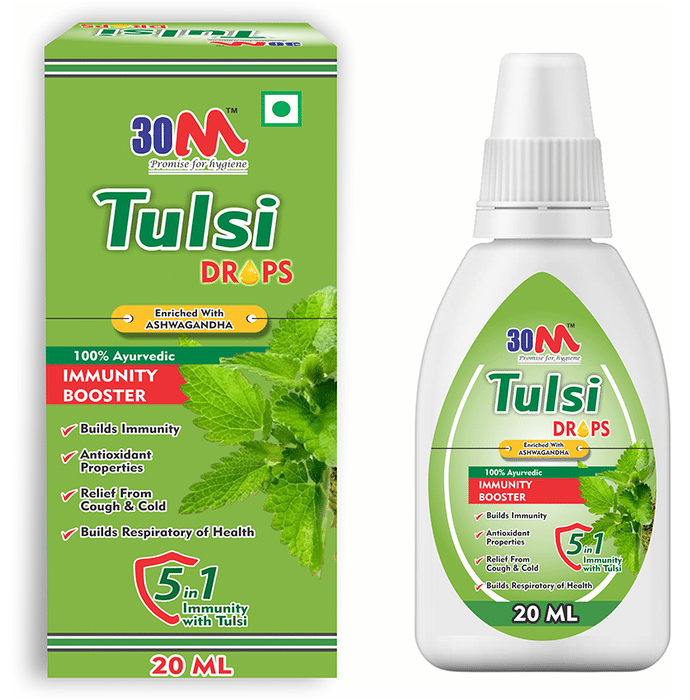 DROPS
Tulsi
30M
30M™
Promise for hygiene
Tulsi
DROPS
Enriched With
ASHWAGANDHA
100% Ayurvedic
IMMUNITY
BOOSTER
Builds Immunity
Antioxidant
Properties
Relief From
Cough & Cold
Builds Respiratory of Health
5 in 1
Immunity
with Tulsi
20 ML
30M™
Promise for hygiene
Tulsi
DROPS
Enriched With
ASHWAGANDHA
100% Ayurvedic
IMMUNITY
BOOSTER
Builds Immunity
Antioxidant
Properties
Relief From
Cough & Cold
Builds Respiratory of Health
5 in 1
Immunity
with Tulsi
20 ML